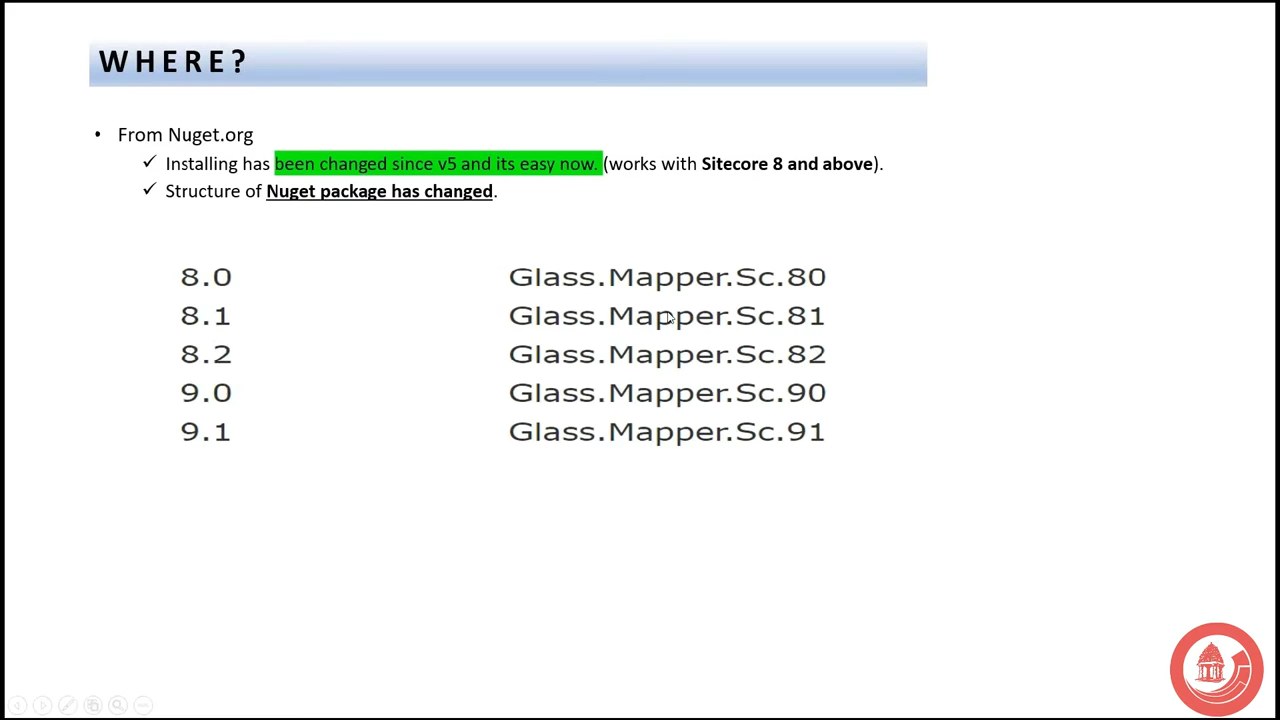 WHERE?
• From Nuget.org
✓ Installing has been changed since v5 and its easy now. (works with Sitecore 8 and above).
✓ Structure of Nuget package has changed.
8.0 Glass.Mapper.Sc.80
8.1 Glass.Mapper.Sc.81
8.2 Glass.Mapper.Sc.82
9.0 Glass.Mapper.Sc.90
9.1 Glass.Mapper.Sc.91